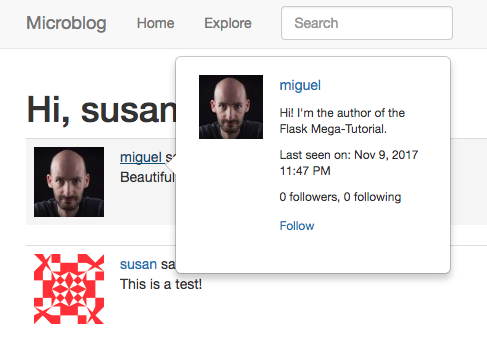 Microblog Home Explore Search
Hi, susan
miguel
Hi! I'm the author of the
Flask Mega-Tutorial.
Last seen on: Nov 9, 2017
11:47 PM
0 followers, 0 following
Follow
miguel
Beautiful
susan sa
This is a test!